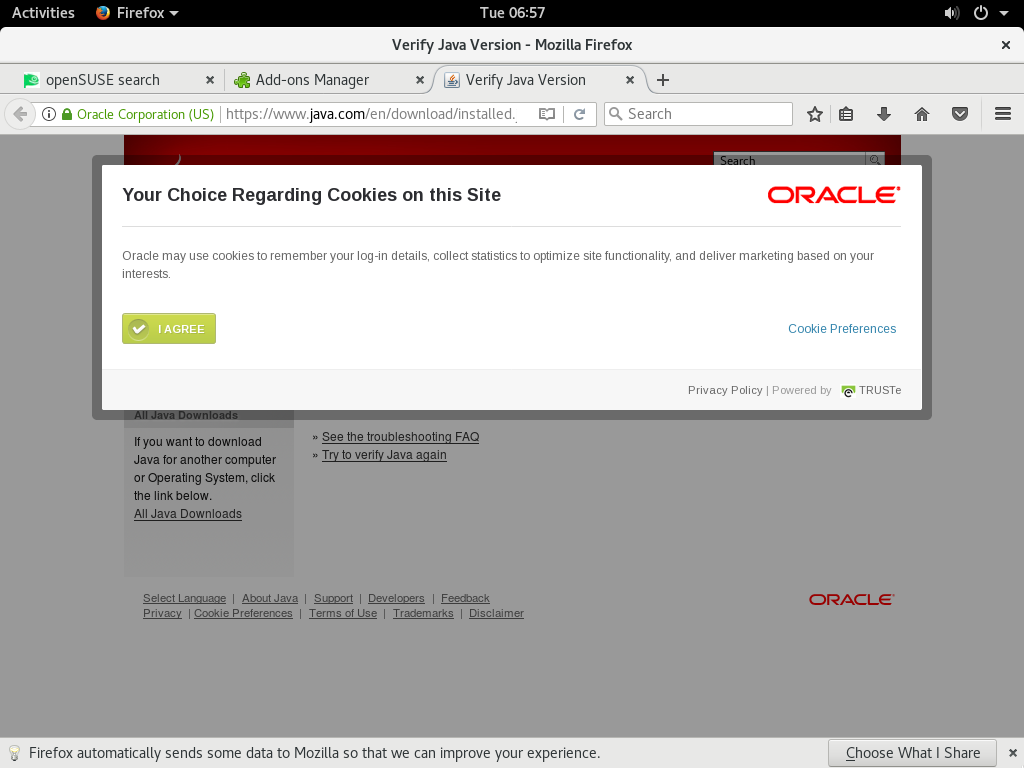 Activities Firefox Tue 06:57
Verify Java Version - Mozilla Firefox
openSUSE search Add-ons Manager Verify Java Version
Oracle Corporation (US) https://www.java.com/en/download/installed. Search
Search
Your Choice Regarding Cookies on this Site ORACLE
Oracle may use cookies to remember your log-in details, collect statistics to optimize site functionality, and deliver marketing based on your
interests.
I AGREE Cookie Preferences
Privacy Policy | Powered by TRUSTe
All Java Downloads
If you want to download
Java for another computer
or Operating System, click
the link below.
All Java Downloads
» See the troubleshooting FAQ
» Try to verify Java again
Select Language | About Java | Support | Developers | Feedback
Privacy | Cookie Preferences | Terms of Use | Trademarks | Disclaimer
ORACLE
Firefox automatically sends some data to Mozilla so that we can improve your experience. Choose What I Share